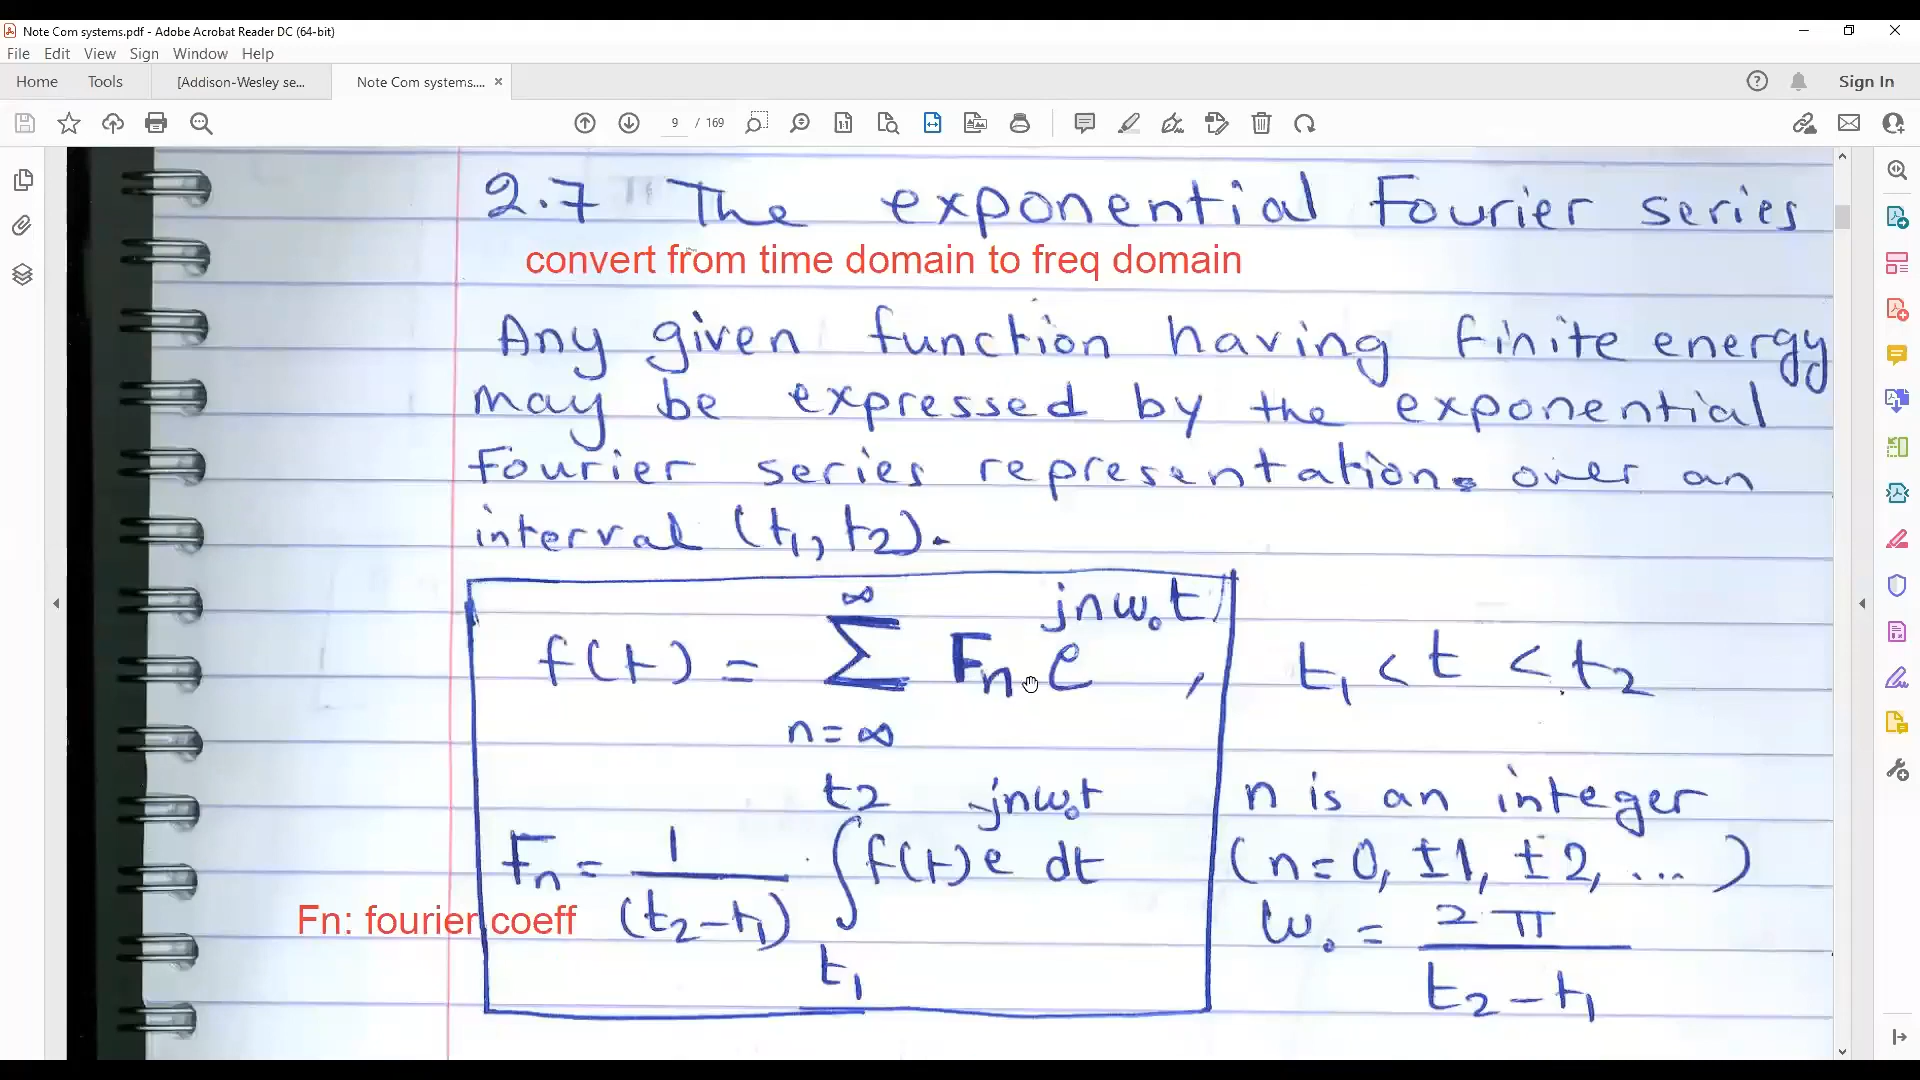 Note Com systems.pdf - Adobe Acrobat Reader DC (64-bit)
File Edit View Sign Window Help
Home Tools [Addison-Wesley se... Note Com systems.... × Sign In
9 / 169
2.7 The exponential Fourier series
convert from time domain to freq domain
Any given function having finite energy
may be expressed by the exponential
Fourier series representation. over an
interval (t₁, t₂).
f(t) = ∑ Fn e^{jnω₀t} , t₁ < t < t₂
n=∞ ∞
Fn = 1/(t₂-t₁) ∫_{t₁}^{t₂} f(t) e^{-jnω₀t} dt
n is an integer
(n=0, ±1, ±2, ...)
ω₀ = 2π/(t₂-t₁)
Fn: fourier coeff